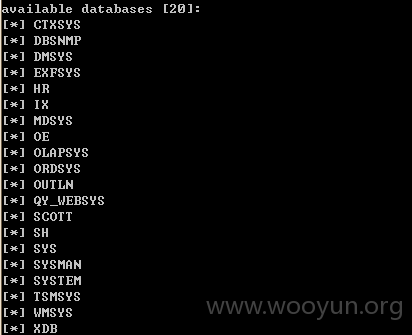 available databases [20]:
[*] CTXSYS
[*] DBSNMP
[*] DMSYS
[*] EXFSYS
[*] HR
[*] IX
[*] MDSYS
[*] OE
[*] OLAPSYS
[*] ORDSYS
[*] OUTLN
[*] QY_WEBSYS
[*] SCOTT
[*] SH
[*] SYS
[*] SYSMAN
[*] SYSTEM
[*] TSMSYS
[*] WMSYS
[*] XDB
www.wooyun.org